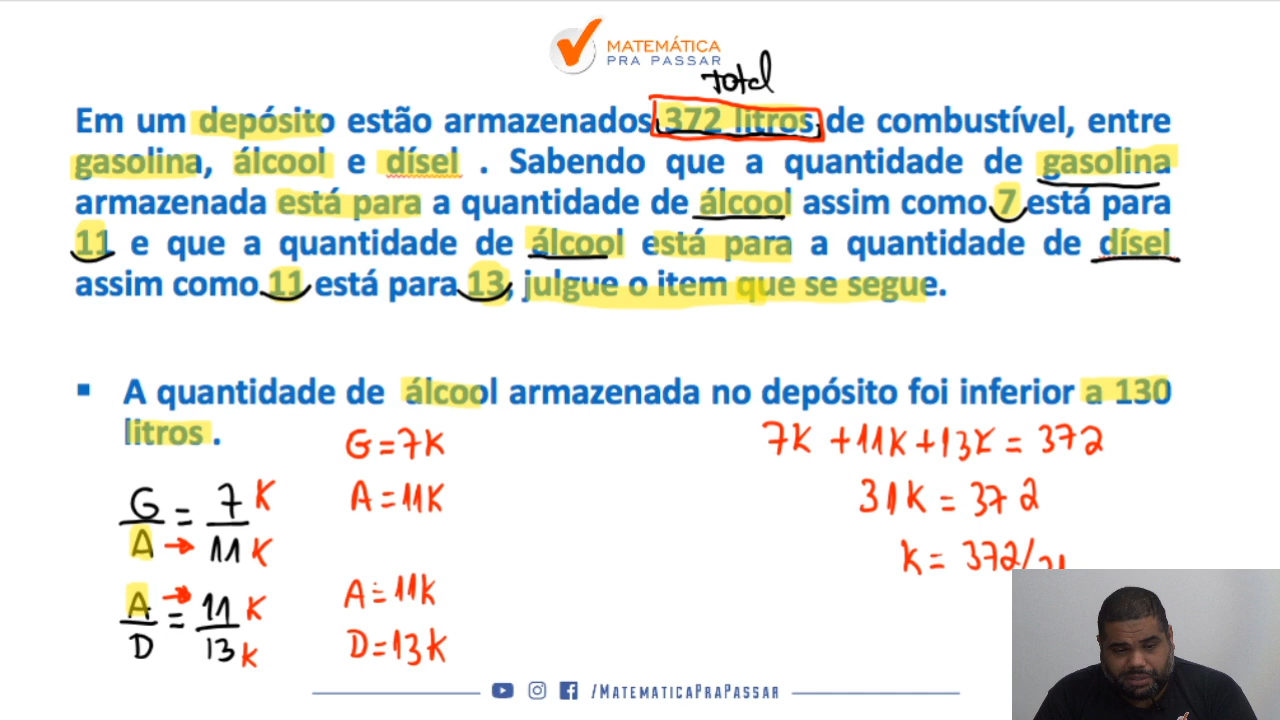 MATEMÁTICA
PRA PASSAR
Total
Em um depósito estão armazenados 372 litros de combustível, entre
gasolina, álcool e dísel . Sabendo que a quantidade de gasolina
armazenada está para a quantidade de álcool assim como 7 está para
11 e que a quantidade de álcool está para a quantidade de dísel
assim como 11 está para 13, julgue o item que se segue.
▪ A quantidade de álcool armazenada no depósito foi inferior a 130
litros .
G = 7K
7K + 11K + 13K = 372
G/A = 7K/11K
A = 11K
31K = 372
K = 372/
A/D = 11K/13K
A = 11K
D = 13K
/MatematicaPraPassar